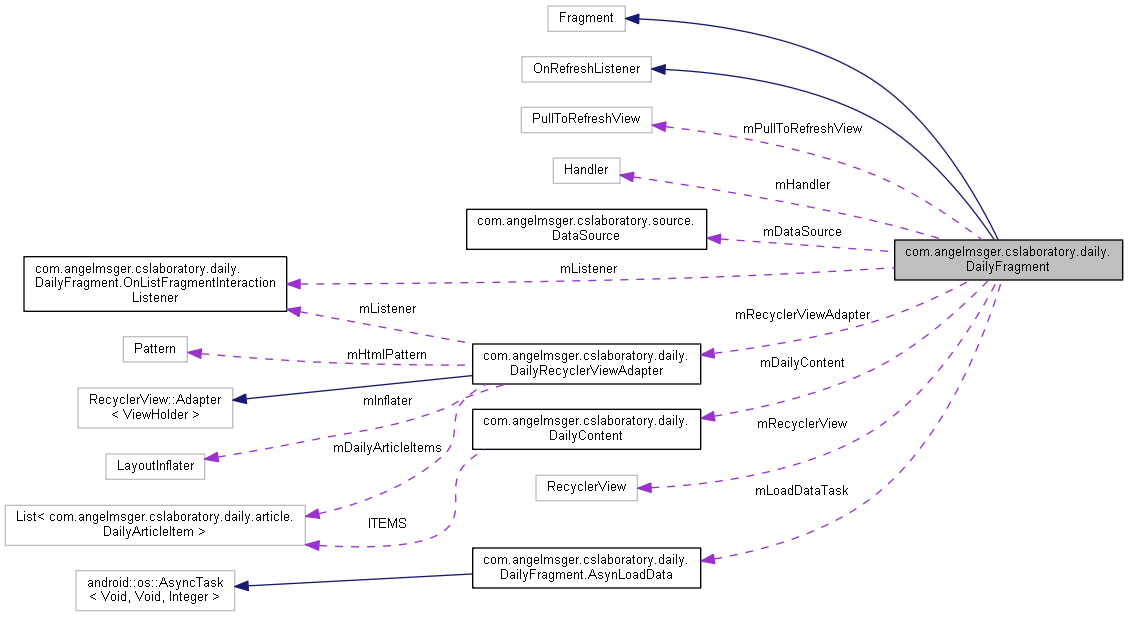 Fragment
OnRefreshListener
PullToRefreshView
mPullToRefreshView
Handler
mHandler
com.angelmsger.cslaboratory.source.
DataSource
mDataSource
com.angelmsger.cslaboratory.daily.
DailyFragment
com.angelmsger.cslaboratory.daily.
DailyFragment.OnListFragmentInteraction
Listener
mListener
mListener
mRecyclerViewAdapter
Pattern
mHtmlPattern
com.angelmsger.cslaboratory.daily.
DailyRecyclerViewAdapter
mDailyContent
RecyclerView::Adapter
< ViewHolder >
mInflater
com.angelmsger.cslaboratory.daily.
DailyContent
mRecyclerView
mDailyArticleItems
LayoutInflater
RecyclerView
mLoadDataTask
List< com.angelmsger.cslaboratory.daily.article.
DailyArticleItem >
ITEMS
com.angelmsger.cslaboratory.daily.
DailyFragment.AsynLoadData
android::os::AsyncTask
< Void, Void, Integer >